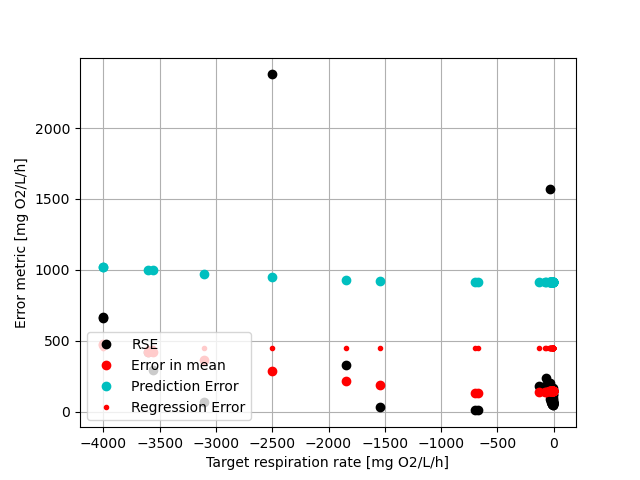 2000
1500
1000
500
0
Error metric [mg O2/L/h]
RSE
Error in mean
Prediction Error
Regression Error
−4000 −3500 −3000 −2500 −2000 −1500 −1000 −500 0
Target respiration rate [mg O2/L/h]